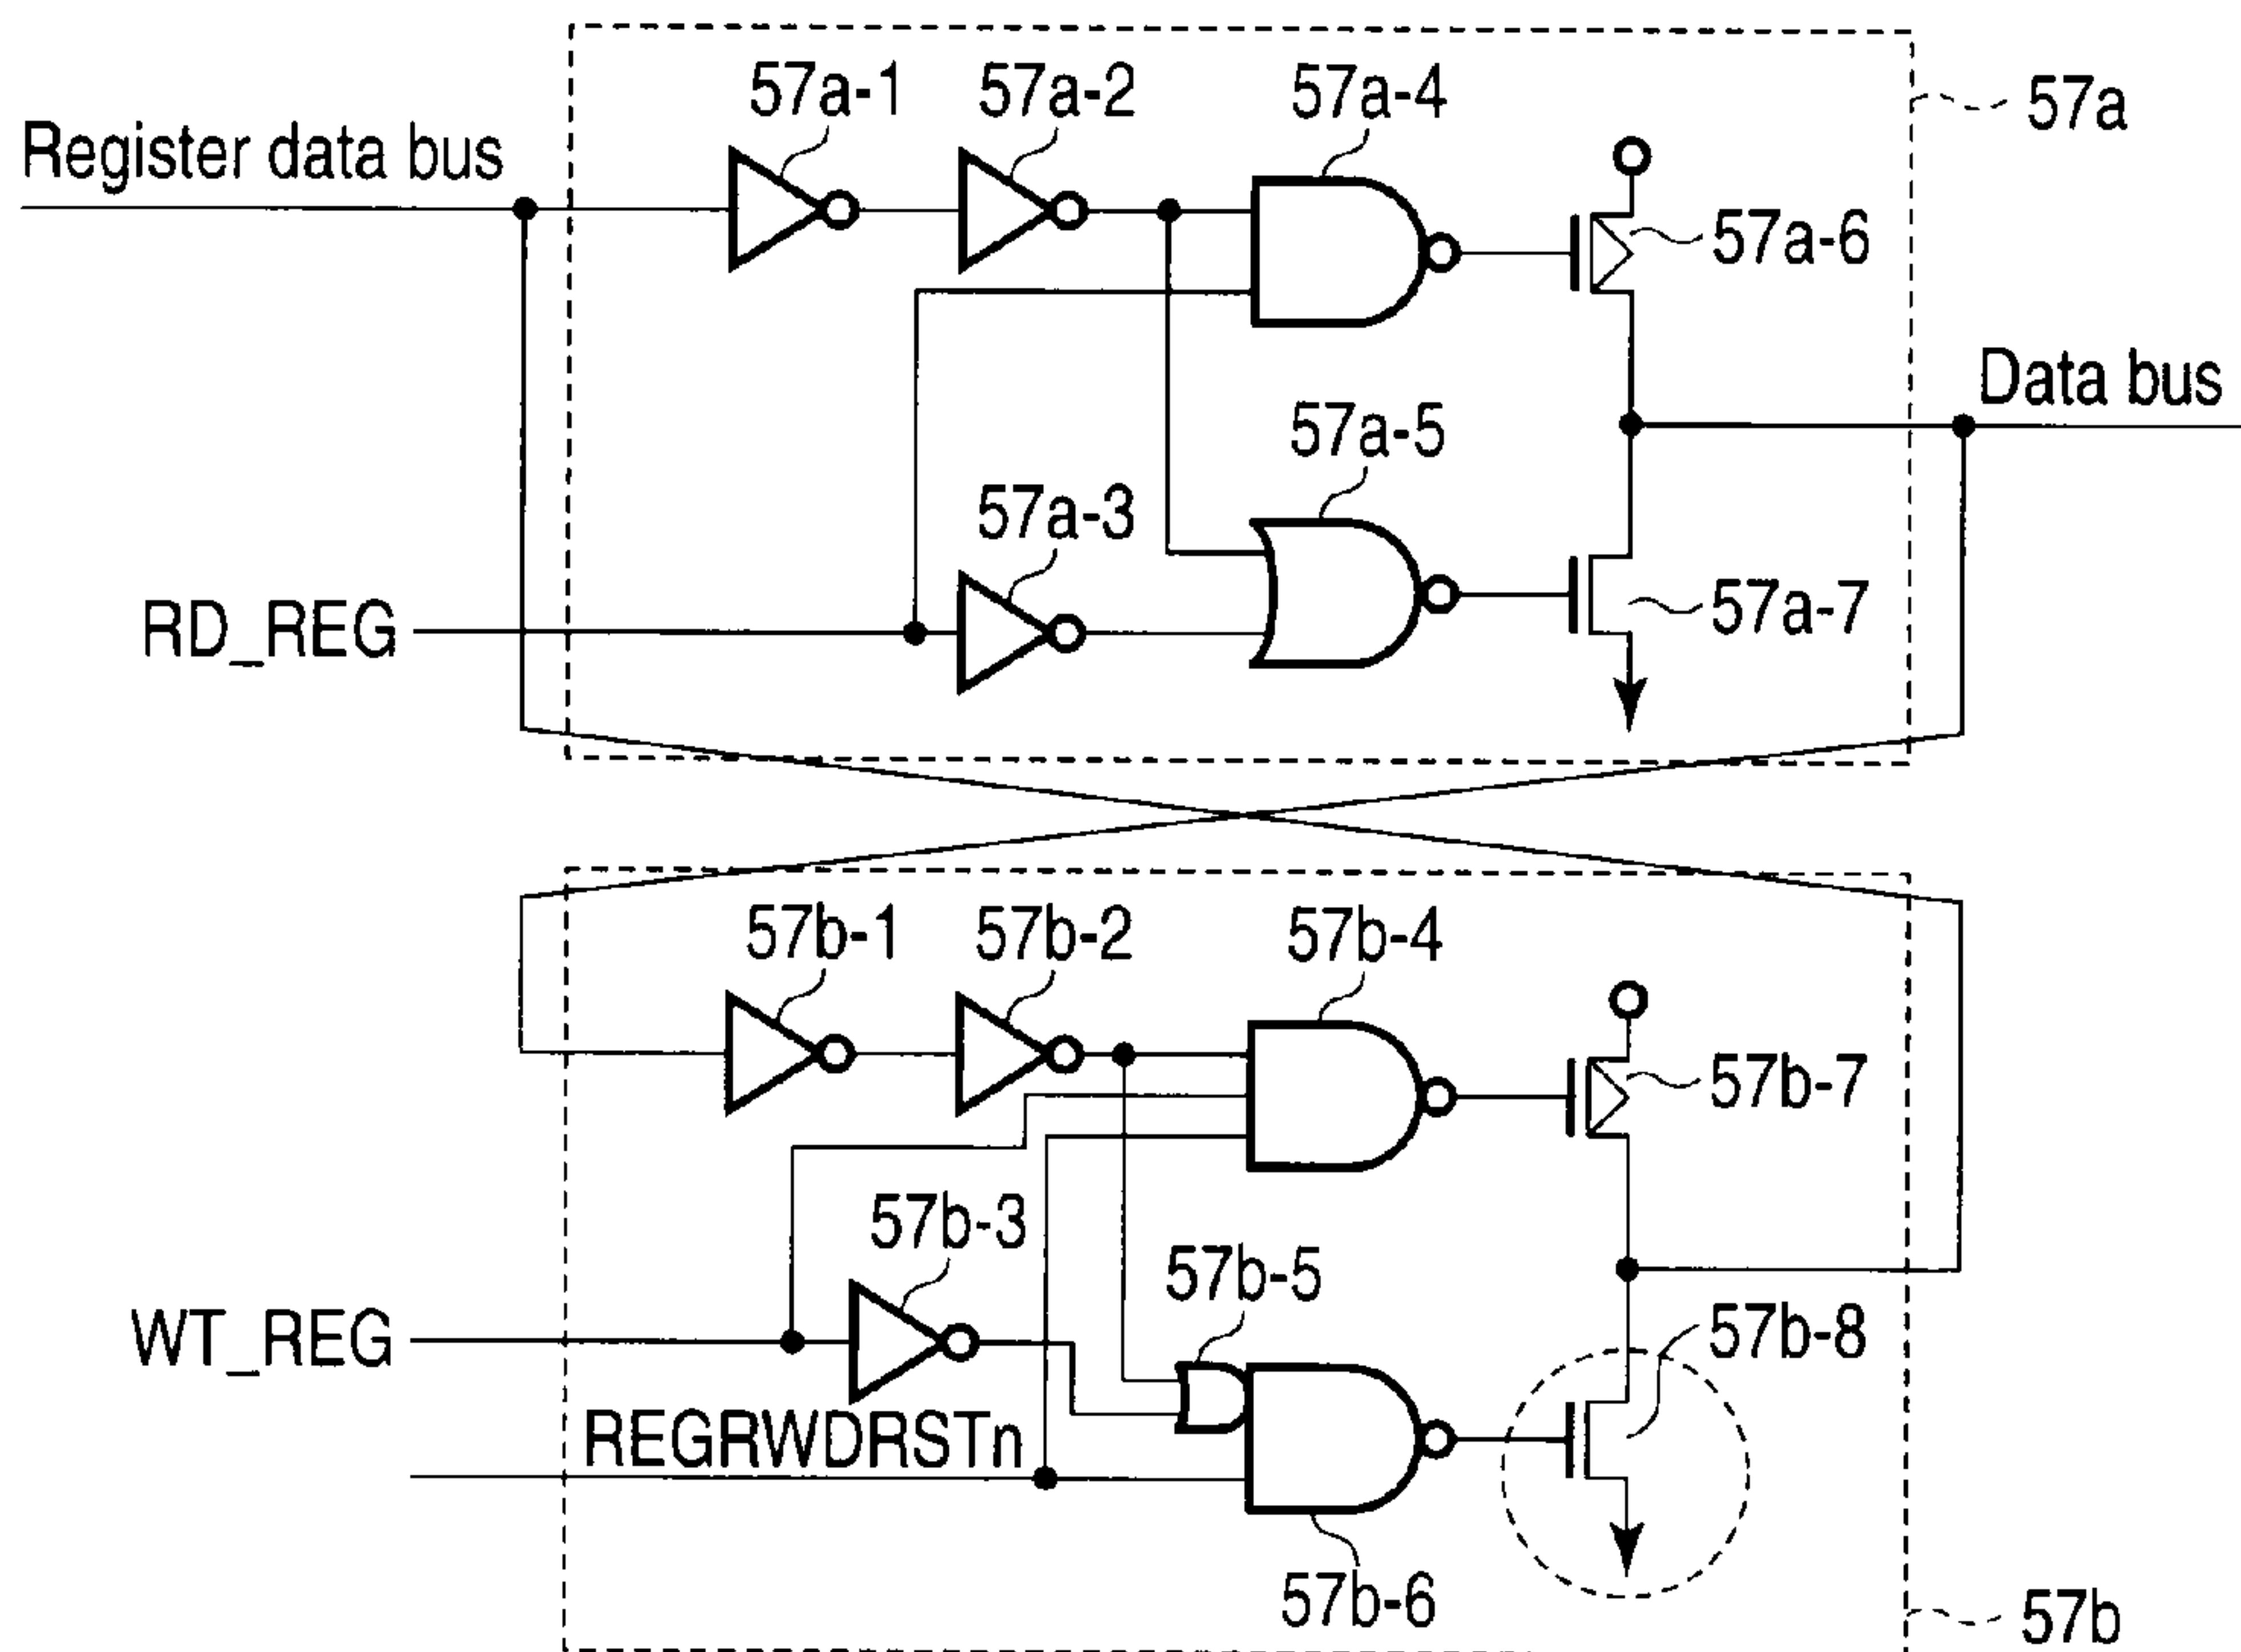 57a-1
57a-2
57a-4
57a
Register data bus
57a-6
Data bus
57a-5
57a-3
RD_REG
57a-7
57b-1
57b-2
57b-4
57b-7
57b-3
57b-5
WT_REG
57b-8
REGRWDRSTn
57b-6
57b